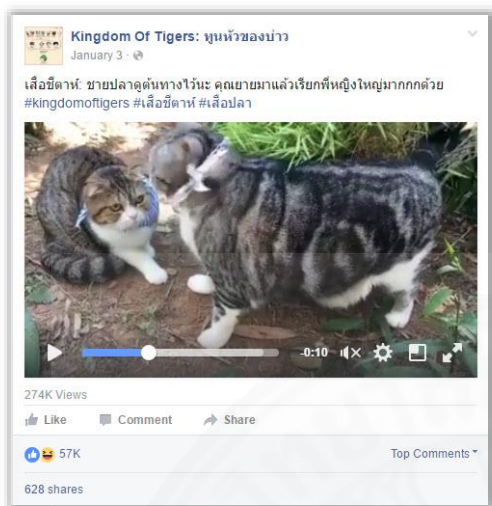 Kingdom Of Tigers: ทูนหัวของบ่าว
January 3
เสือชีตาห์: ชายปลาดูต้นทางไว้นะ คุณยายมาแล้วเรียกพี่หญิงใหญ่มากกกด้วย
#kingdomoftigers #เสือชีตาห์ #เสือปลา
-0:10
274K Views
Like Comment Share
57K Top Comments
628 shares